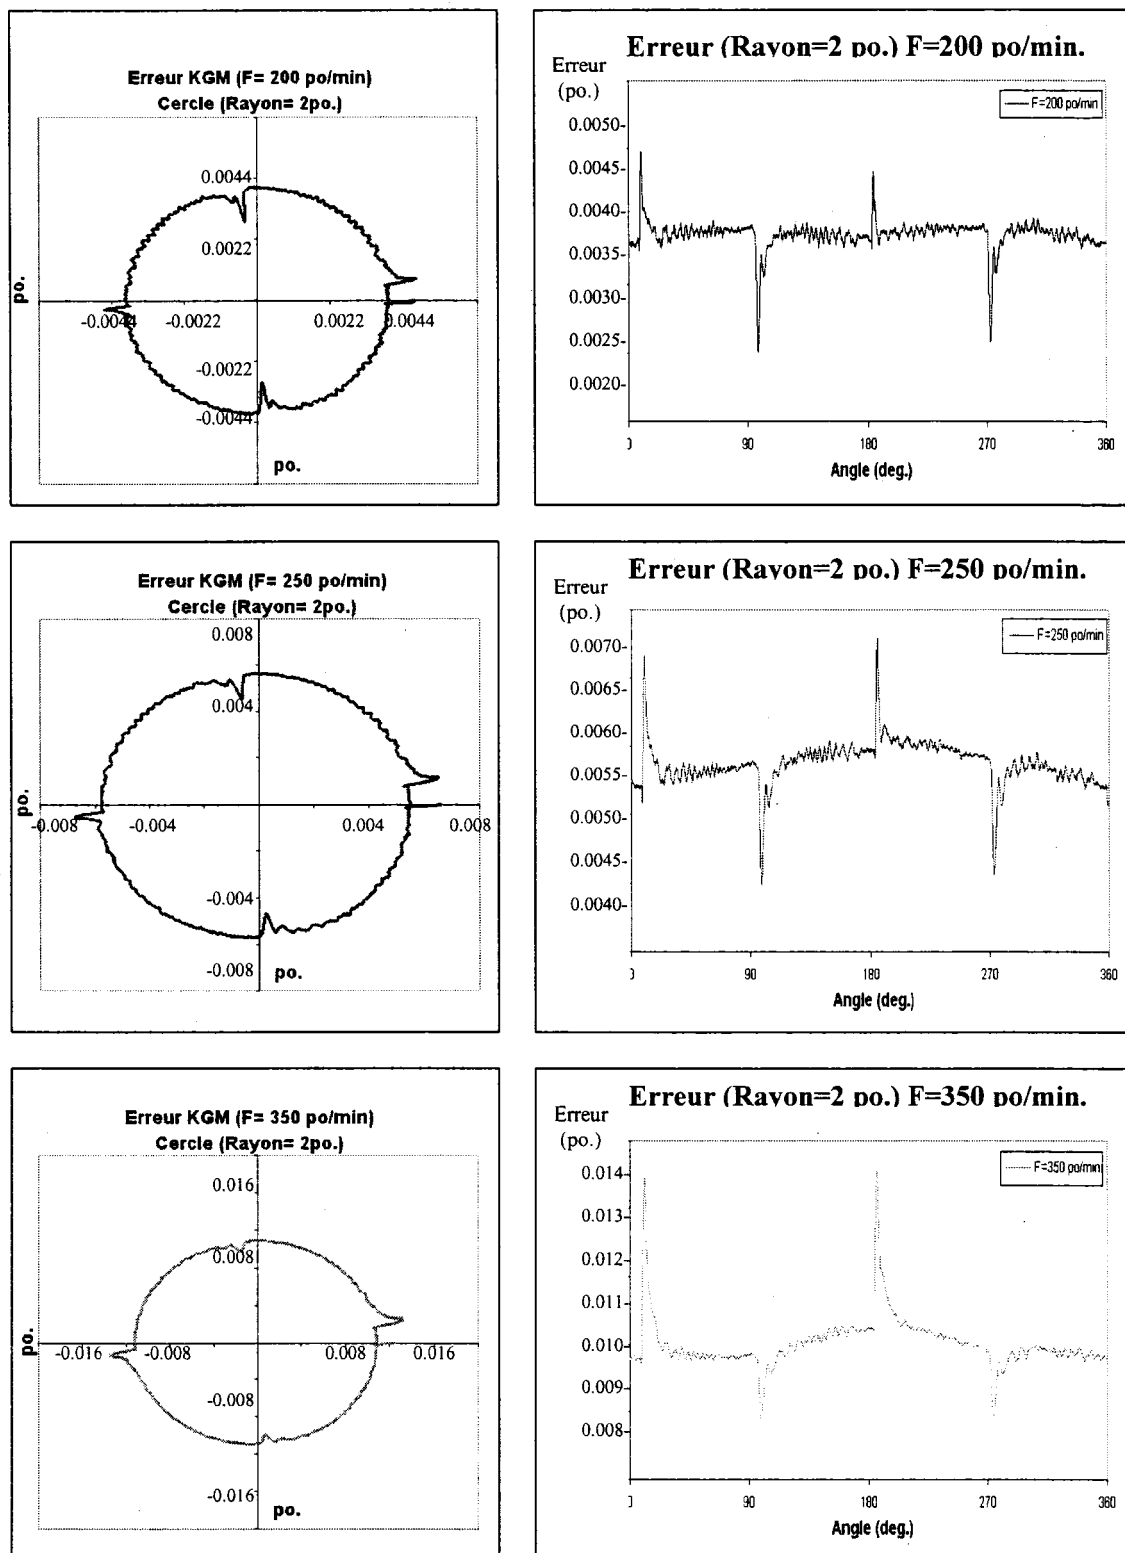 Erreur KGM (F= 200 po/min)
Cercle (Rayon= 2po.)
0.0044
0.0022
po.
-0.0044
-0.0022
0.0022
0.0044
-0.0022
-0.0044
po.
Erreur (Rayon=2 po.) F=200 po/min.
Erreur
(po.)
F=200 po/min
0.0050
0.0045
0.0040
0.0035
0.0030
0.0025
0.0020
0
90
180
270
360
Angle (deg.)
Erreur KGM (F= 250 po/min)
Cercle (Rayon= 2po.)
0.008
0.004
po.
-0.008
-0.004
0.004
0.008
-0.004
-0.008
po.
Erreur (Rayon=2 po.) F=250 po/min.
Erreur
(po.)
F=250 po/min
0.0070
0.0065
0.0060
0.0055
0.0050
0.0045
0.0040
0
90
180
270
360
Angle (deg.)
Erreur KGM (F= 350 po/min)
Cercle (Rayon= 2po.)
0.016
0.008
po.
-0.016
-0.008
0.008
0.016
-0.008
-0.016
po.
Erreur (Rayon=2 po.) F=350 po/min.
Erreur
(po.)
F=350 po/min
0.014
0.013
0.012
0.011
0.010
0.009
0.008
0
90
180
270
360
Angle (deg.)